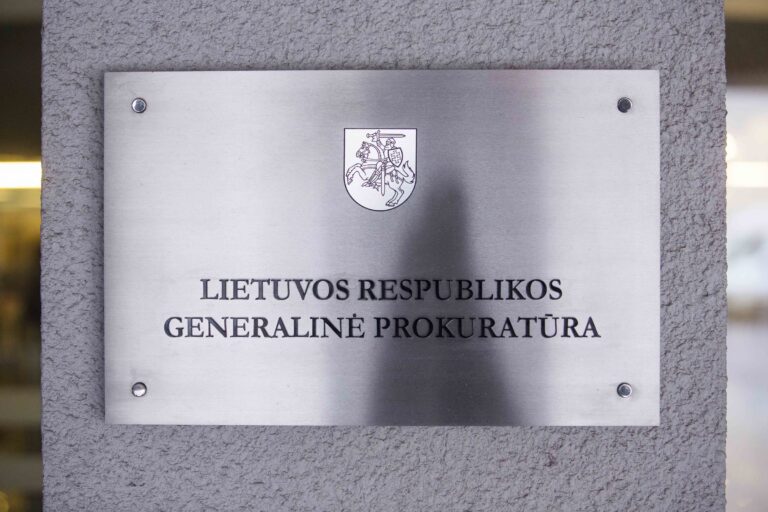 LIETUVOS RESPUBLIKOS
GENERALINĖ PROKURATŪRA